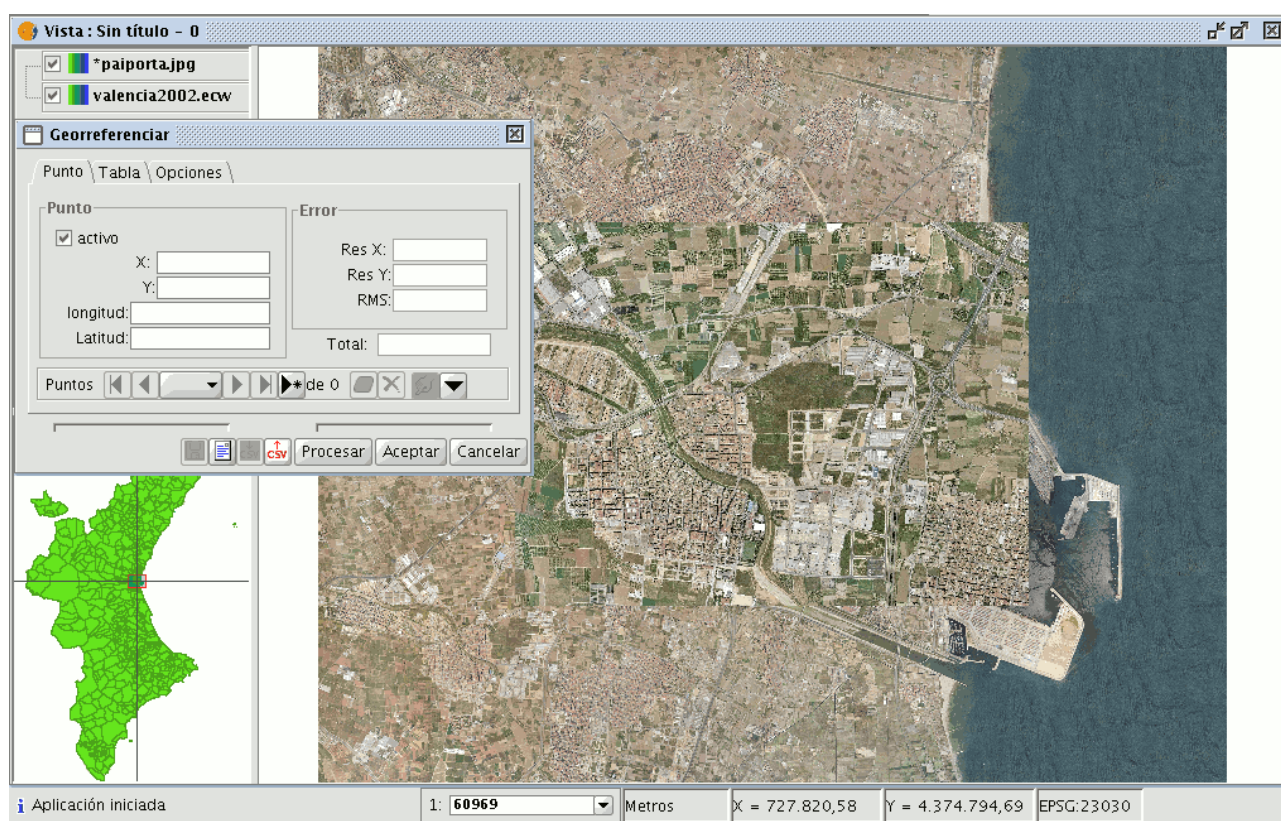 Vista : Sin título - 0
*paiporta.jpg
valencia2002.ecw
Georreferenciar
Punto Tabla Opciones
Punto
activo
X:
Y:
longitud:
Latitud:
Error
Res X:
Res Y:
RMS:
Total:
Puntos de 0
CSV Procesar Aceptar Cancelar
i Aplicación iniciada 1: 60969 Metros X = 727.820,58 Y = 4.374.794,69 EPSG:23030